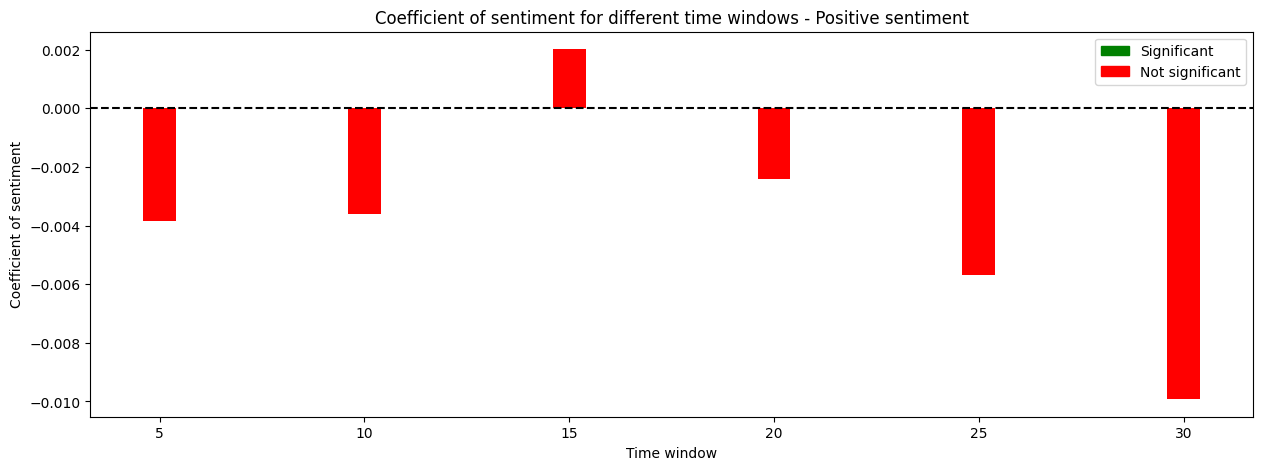 Coefficient of sentiment for different time windows - Positive sentiment
Significant
Not significant
Coefficient of sentiment
0.002
0.000
−0.002
−0.004
−0.006
−0.008
−0.010
5 10 15 20 25 30
Time window